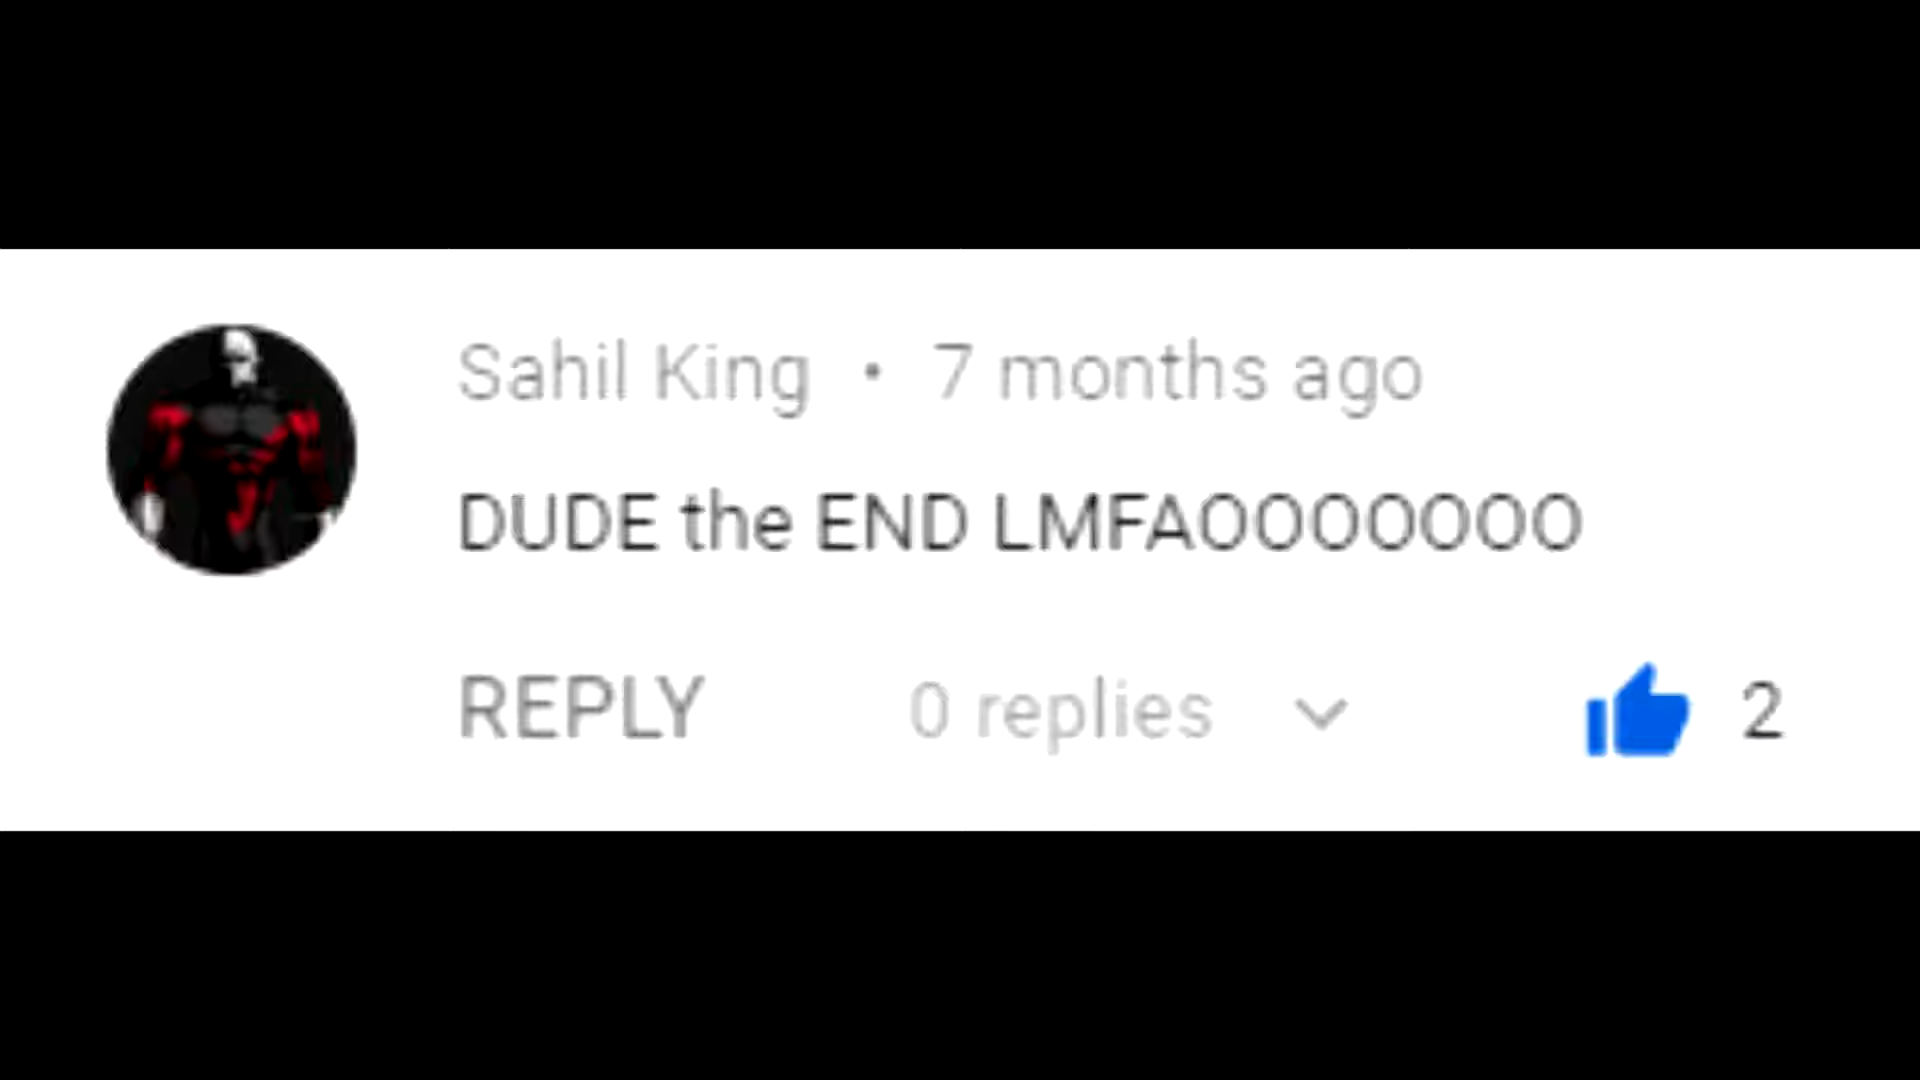 Sahil King • 7 months ago
DUDE the END LMFAOOOOOOO
REPLY 0 replies 2